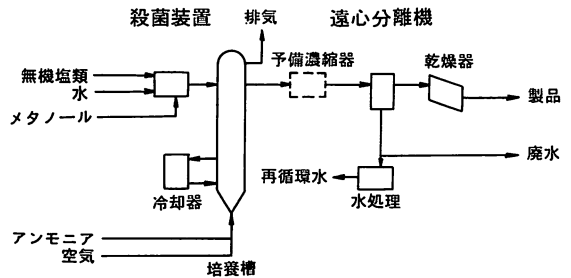 殺菌装置
排気
遠心分離機
予備濃縮器
乾燥器
無機塩類
水
製品
メタノール
廃水
再循環水
水処理
冷却器
アンモニア
空気
培養槽